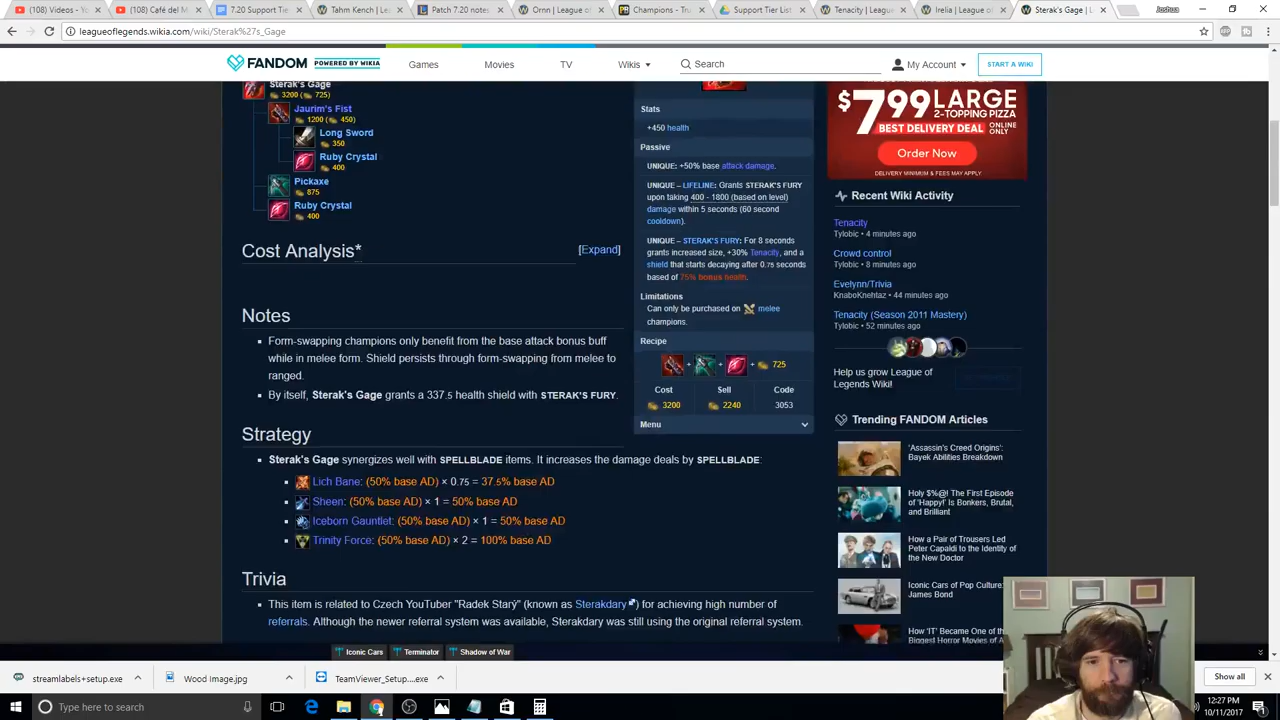 (108) Videos - Yo
(108) Café del Mo
7.20 Support Tier
Tahm Kench | Lea
Patch 7.20 notes
Ornn | League of
Champions - Tru
Support Tier List
Tenacity | League
Irelia | League of
Sterak's Gage | L
Joshua
leagueoflegends.wikia.com/wiki/Sterak%27s_Gage
FANDOM POWERED BY WIKIA
Games
Movies
TV
Wikis
Search
My Account
START A WIKI
Sterak's Gage
3200 ( 725)
Jaurim's Fist
1200 ( 450)
Long Sword
350
Ruby Crystal
400
Pickaxe
875
Ruby Crystal
400
Cost Analysis*
[Expand]
Notes
• Form-swapping champions only benefit from the base attack bonus buff
while in melee form. Shield persists through form-swapping from melee to
ranged.
• By itself, Sterak's Gage grants a 337.5 health shield with STERAK'S FURY.
Strategy
• Sterak's Gage synergizes well with SPELLBLADE items. It increases the damage deals by SPELLBLADE:
• Lich Bane: (50% base AD) × 0.75 = 37.5% base AD
• Sheen: (50% base AD) × 1 = 50% base AD
• Iceborn Gauntlet: (50% base AD) × 1 = 50% base AD
• Trinity Force: (50% base AD) × 2 = 100% base AD
Trivia
• This item is related to Czech YouTuber "Radek Starý" (known as Sterakdary) for achieving high number of
referrals. Although the newer referral system was available, Sterakdary was still using the original referral system.
Stats
+450 health
Passive
UNIQUE: +50% base attack damage.
UNIQUE – LIFELINE: Grants STERAK'S FURY
upon taking 400 - 1800 (based on level)
damage within 5 seconds (60 second
cooldown).
UNIQUE – STERAK'S FURY: For 8 seconds
grants increased size, +30% Tenacity, and a
shield that starts decaying after 0.75 seconds
based of 75% bonus health.
Limitations
Can only be purchased on melee
champions.
Recipe
+ + + 725
Cost Sell Code
3200 2240 3053
Menu
$7.99 LARGE
2-TOPPING PIZZA
BEST DELIVERY DEAL ONLINE ONLY
Order Now
DELIVERY MINIMUM & FEES MAY APPLY.
Recent Wiki Activity
Tenacity
Tylobic • 4 minutes ago
Crowd control
Tylobic • 8 minutes ago
Evelynn/Trivia
KnaboKnehtaz • 44 minutes ago
Tenacity (Season 2011 Mastery)
Tylobic • 52 minutes ago
Help us grow League of
Legends Wiki!
Trending FANDOM Articles
'Assassin's Creed Origins':
Bayek Abilities Breakdown
Holy $%@! The First Episode
of 'Happy!' Is Bonkers, Brutal,
and Brilliant
How a Pair of Trousers Led
Peter Capaldi to the Identity of
the New Doctor
Iconic Cars of Pop Culture:
James Bond
How 'IT' Became One of the
Biggest Horror Movies of A
Iconic Cars
Terminator
Shadow of War
streamlabels+setup.exe
Wood Image.jpg
TeamViewer_Setup....exe
Show all
Type here to search
12:27 PM
10/11/2017